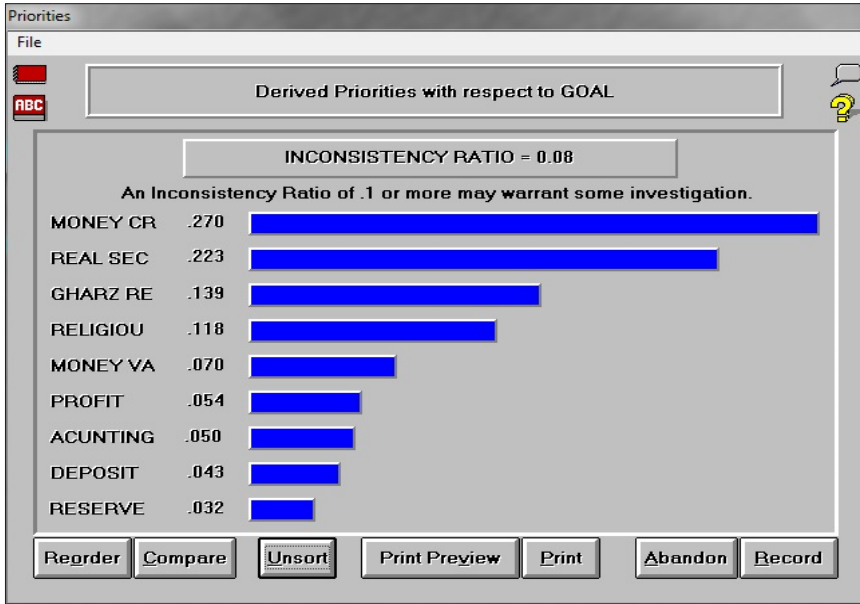 Priorities
File
ABC
Derived Priorities with respect to GOAL
INCONSISTENCY RATIO = 0.08
An Inconsistency Ratio of .1 or more may warrant some investigation.
MONEY CR .270
REAL SEC .223
GHARZ RE .139
RELIGIOU .118
MONEY VA .070
PROFIT .054
ACUNTING .050
DEPOSIT .043
RESERVE .032
Reorder Compare Unsort Print Preview Print Abandon Record